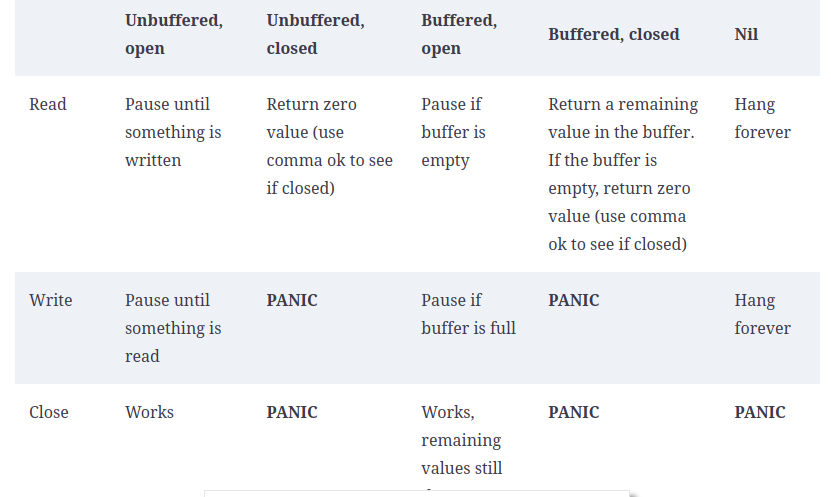 Unbuffered, open
Unbuffered, closed
Buffered, open
Buffered, closed
Nil
Read
Pause until something is written
Return zero value (use comma ok to see if closed)
Pause if buffer is empty
Return a remaining value in the buffer. If the buffer is empty, return zero value (use comma ok to see if closed)
Hang forever
Write
Pause until something is read
PANIC
Pause if buffer is full
PANIC
Hang forever
Close
Works
PANIC
Works, remaining values still
PANIC
PANIC